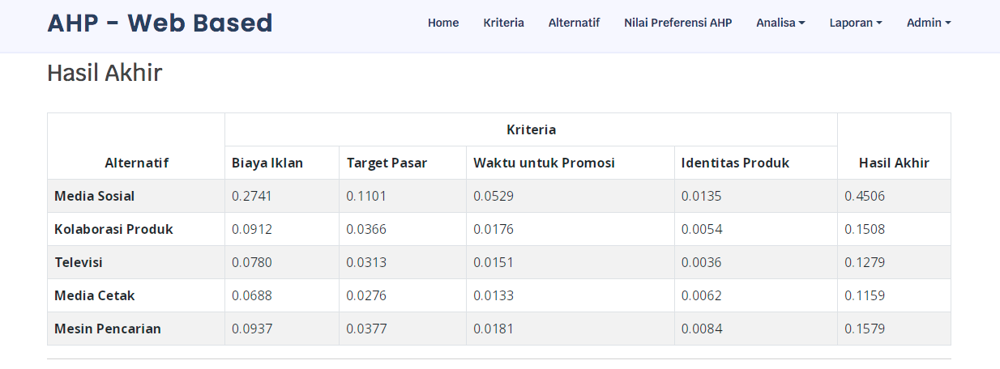 AHP - Web Based
Home Kriteria Alternatif Nilai Preferensi AHP Analisa Laporan Admin
Hasil Akhir
Kriteria
Alternatif Biaya Iklan Target Pasar Waktu untuk Promosi Identitas Produk Hasil Akhir
Media Sosial 0.2741 0.1101 0.0529 0.0135 0.4506
Kolaborasi Produk 0.0912 0.0366 0.0176 0.0054 0.1508
Televisi 0.0780 0.0313 0.0151 0.0036 0.1279
Media Cetak 0.0688 0.0276 0.0133 0.0062 0.1159
Mesin Pencarian 0.0937 0.0377 0.0181 0.0084 0.1579